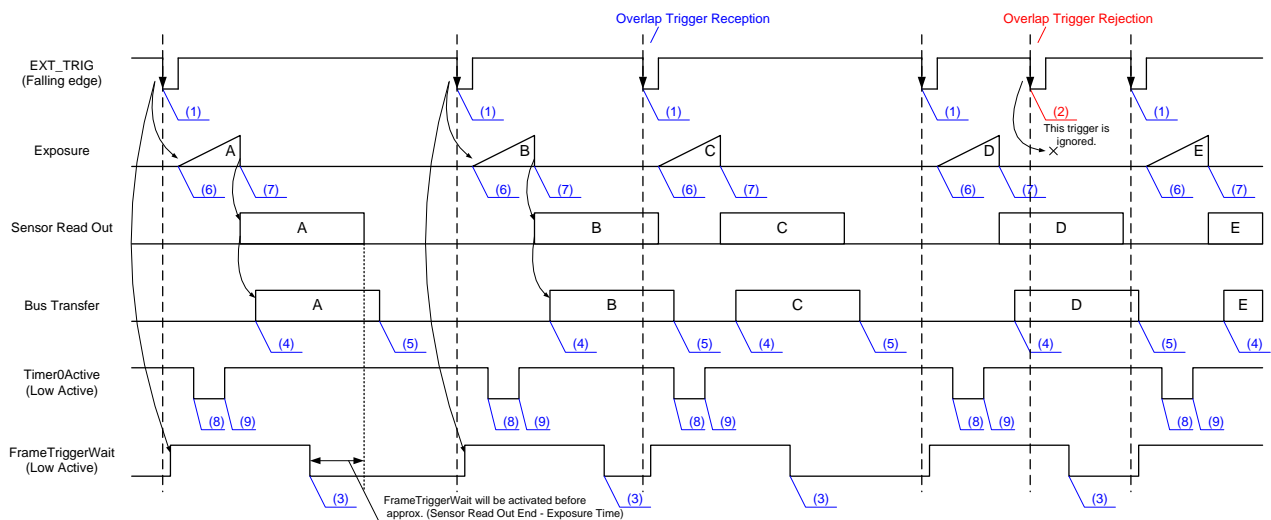 Overlap Trigger Reception
Overlap Trigger Rejection
EXT_TRIG
(Falling edge)
(1)
(1)
(1)
(1)
(2)
(1)
This trigger is
ignored.
Exposure
A
B
C
D
E
(6)
(7)
(6)
(7)
(6)
(7)
(6)
(7)
(6)
(7)
Sensor Read Out
A
B
C
D
E
Bus Transfer
A
B
C
D
E
(4)
(5)
(4)
(5)
(4)
(5)
(4)
(5)
(4)
Timer0Active
(Low Active)
(8)
(9)
(8)
(9)
(8)
(9)
(8)
(9)
(8)
(9)
FrameTriggerWait
(Low Active)
(3)
(3)
(3)
(3)
FrameTriggerWait will be activated before
approx. (Sensor Read Out End - Exposure Time)